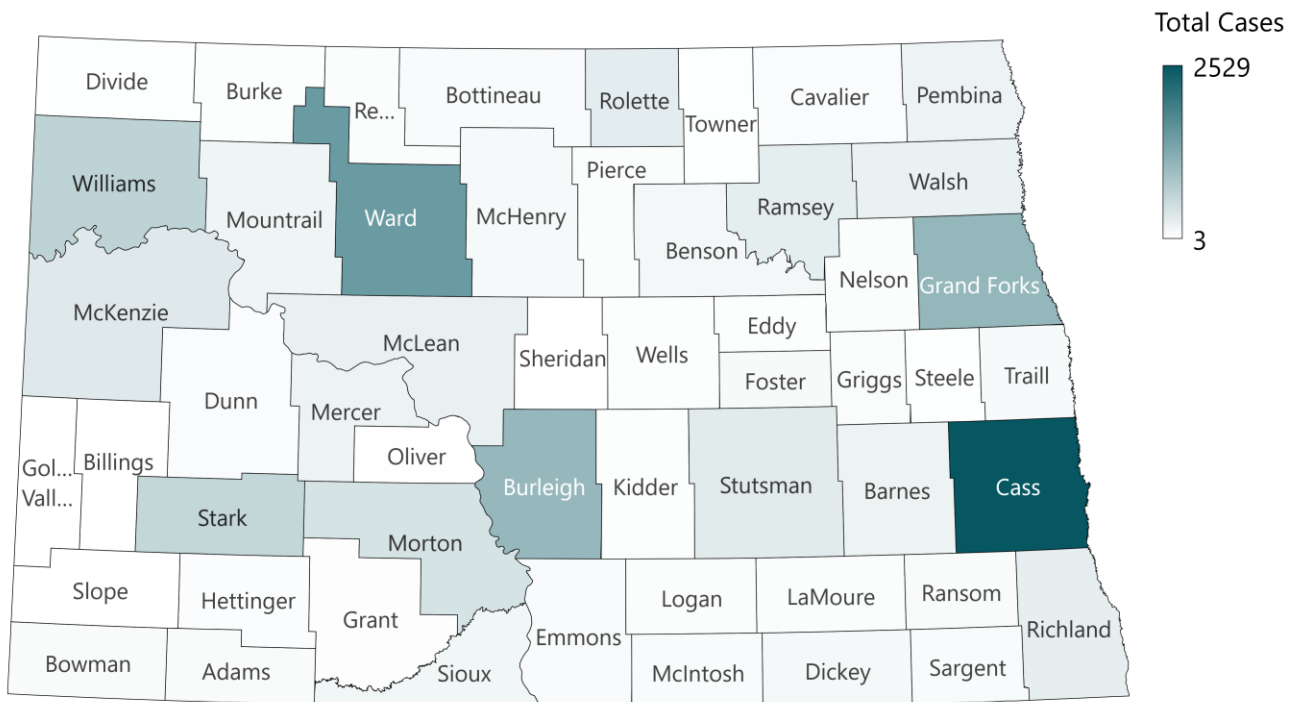 Total Cases
2529
3
Divide
Burke
Re...
Bottineau
Rolette
Towner
Cavalier
Pembina
Williams
Mountrail
Ward
McHenry
Pierce
Benson
Ramsey
Walsh
Nelson
Grand Forks
McKenzie
McLean
Sheridan
Wells
Eddy
Foster
Griggs
Steele
Traill
Dunn
Mercer
Oliver
Gol...
Vall...
Billings
Stark
Morton
Burleigh
Kidder
Stutsman
Barnes
Cass
Slope
Hettinger
Grant
Emmons
Logan
LaMoure
Ransom
Richland
Bowman
Adams
Sioux
McIntosh
Dickey
Sargent